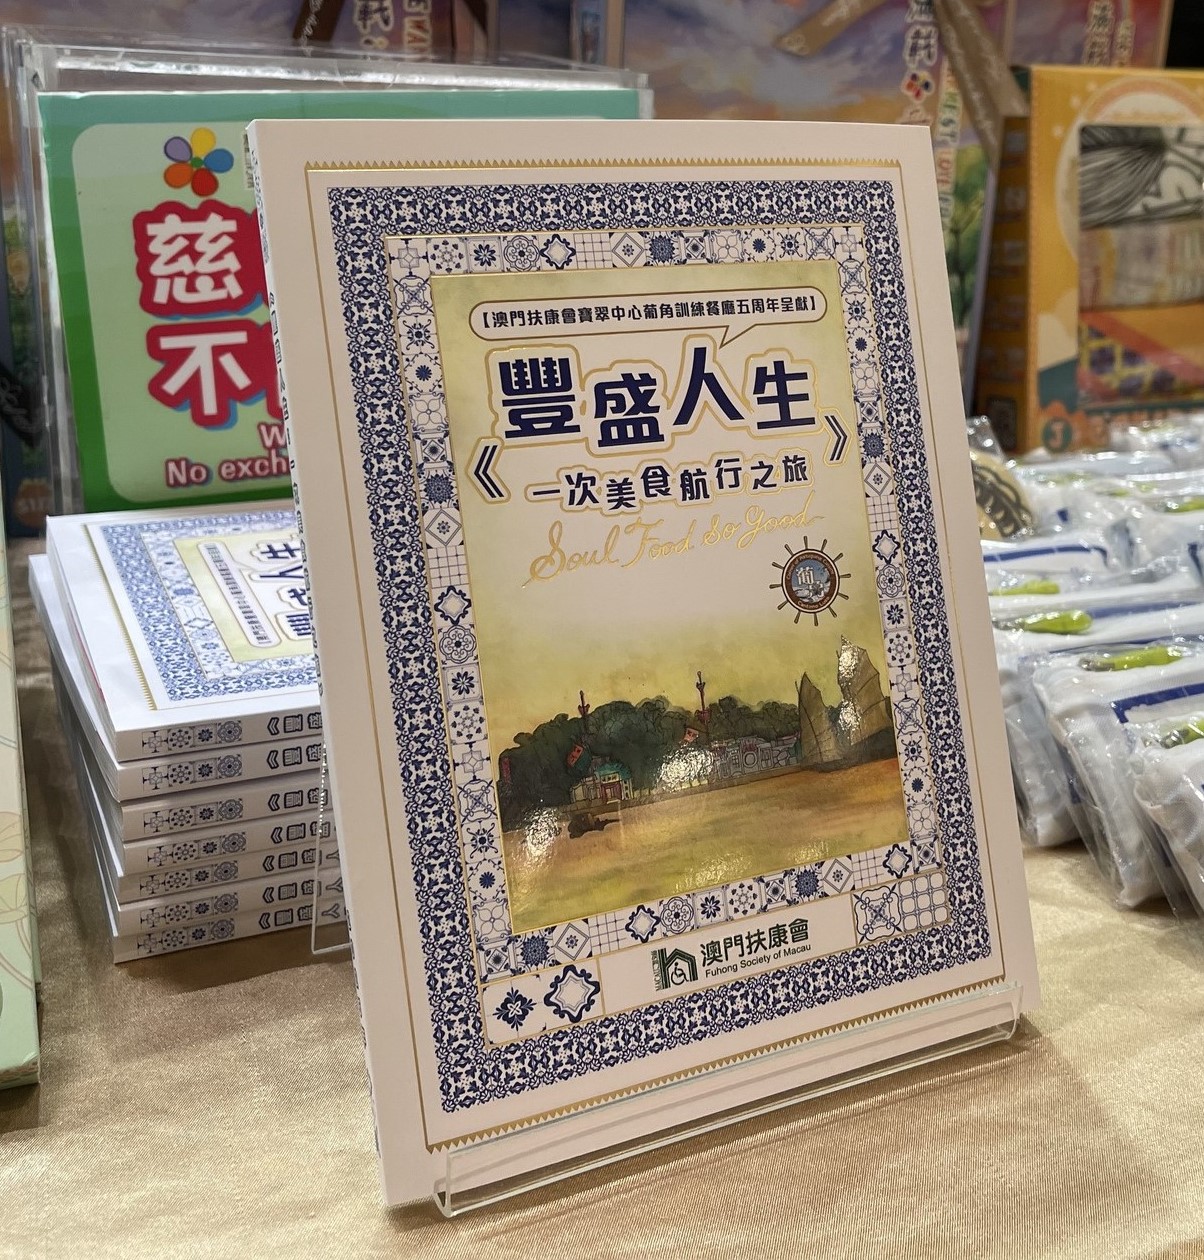 慈
不
No exch
【澳門扶康會寶翠中心葡角訓練餐廳五周年呈獻】
豐盛人生
《一次美食航行之旅》
Soul Food So Good
葡
澳門扶康會
Fuhong Society of Macau